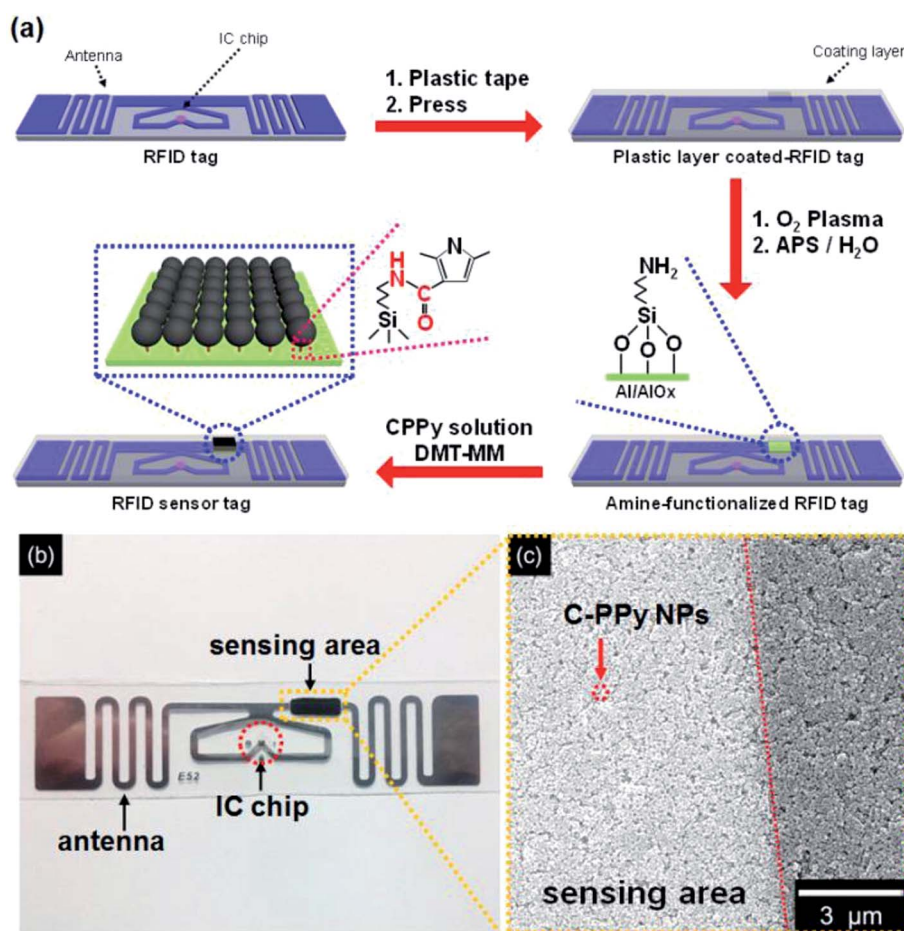 (a)
Antenna
IC chip
RFID tag
1. Plastic tape
2. Press
Coating layer
Plastic layer coated-RFID tag
1. O₂ Plasma
2. APS / H₂O
NH₂
Si
O O O
Al/AlOx
Amine-functionalized RFID tag
CPPy solution
DMT-MM
H
N
N
C
O
Si
RFID sensor tag
(b)
sensing area
E52
IC chip
antenna
(c)
C-PPy NPs
sensing area
3 μm